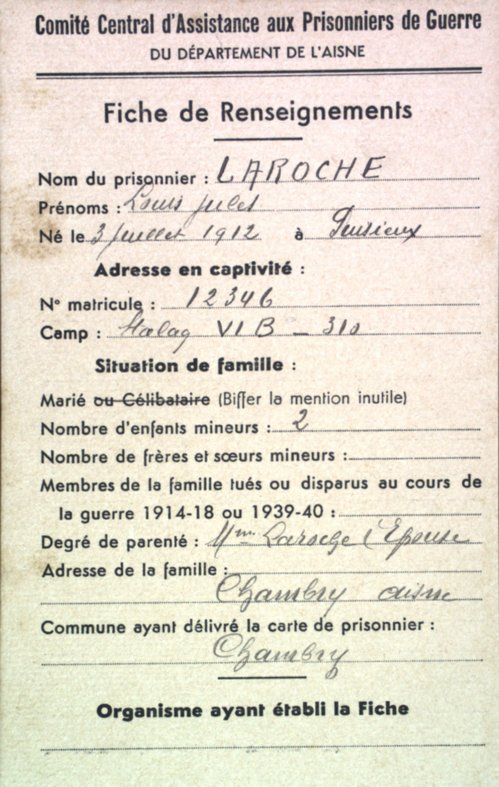 Comité Central d'Assistance aux Prisonniers de Guerre
DU DÉPARTEMENT DE L'AISNE
Fiche de Renseignements
Nom du prisonnier : LAROCHE
Prénoms : Louis Jules
Né le 3 juillet 1912 à
Adresse en captivité :
N° matricule : 12346
Camp : Stalag VI B - 310
Situation de famille :
Marié ou Célibataire (Biffer la mention inutile)
Nombre d'enfants mineurs : 2
Nombre de frères et sœurs mineurs :
Membres de la famille tués ou disparus au cours de
la guerre 1914-18 ou 1939-40 :
Degré de parenté : Mme Laroche Epouse
Adresse de la famille :
Chambry aisne
Commune ayant délivré la carte de prisonnier :
Chambry
Organisme ayant établi la Fiche